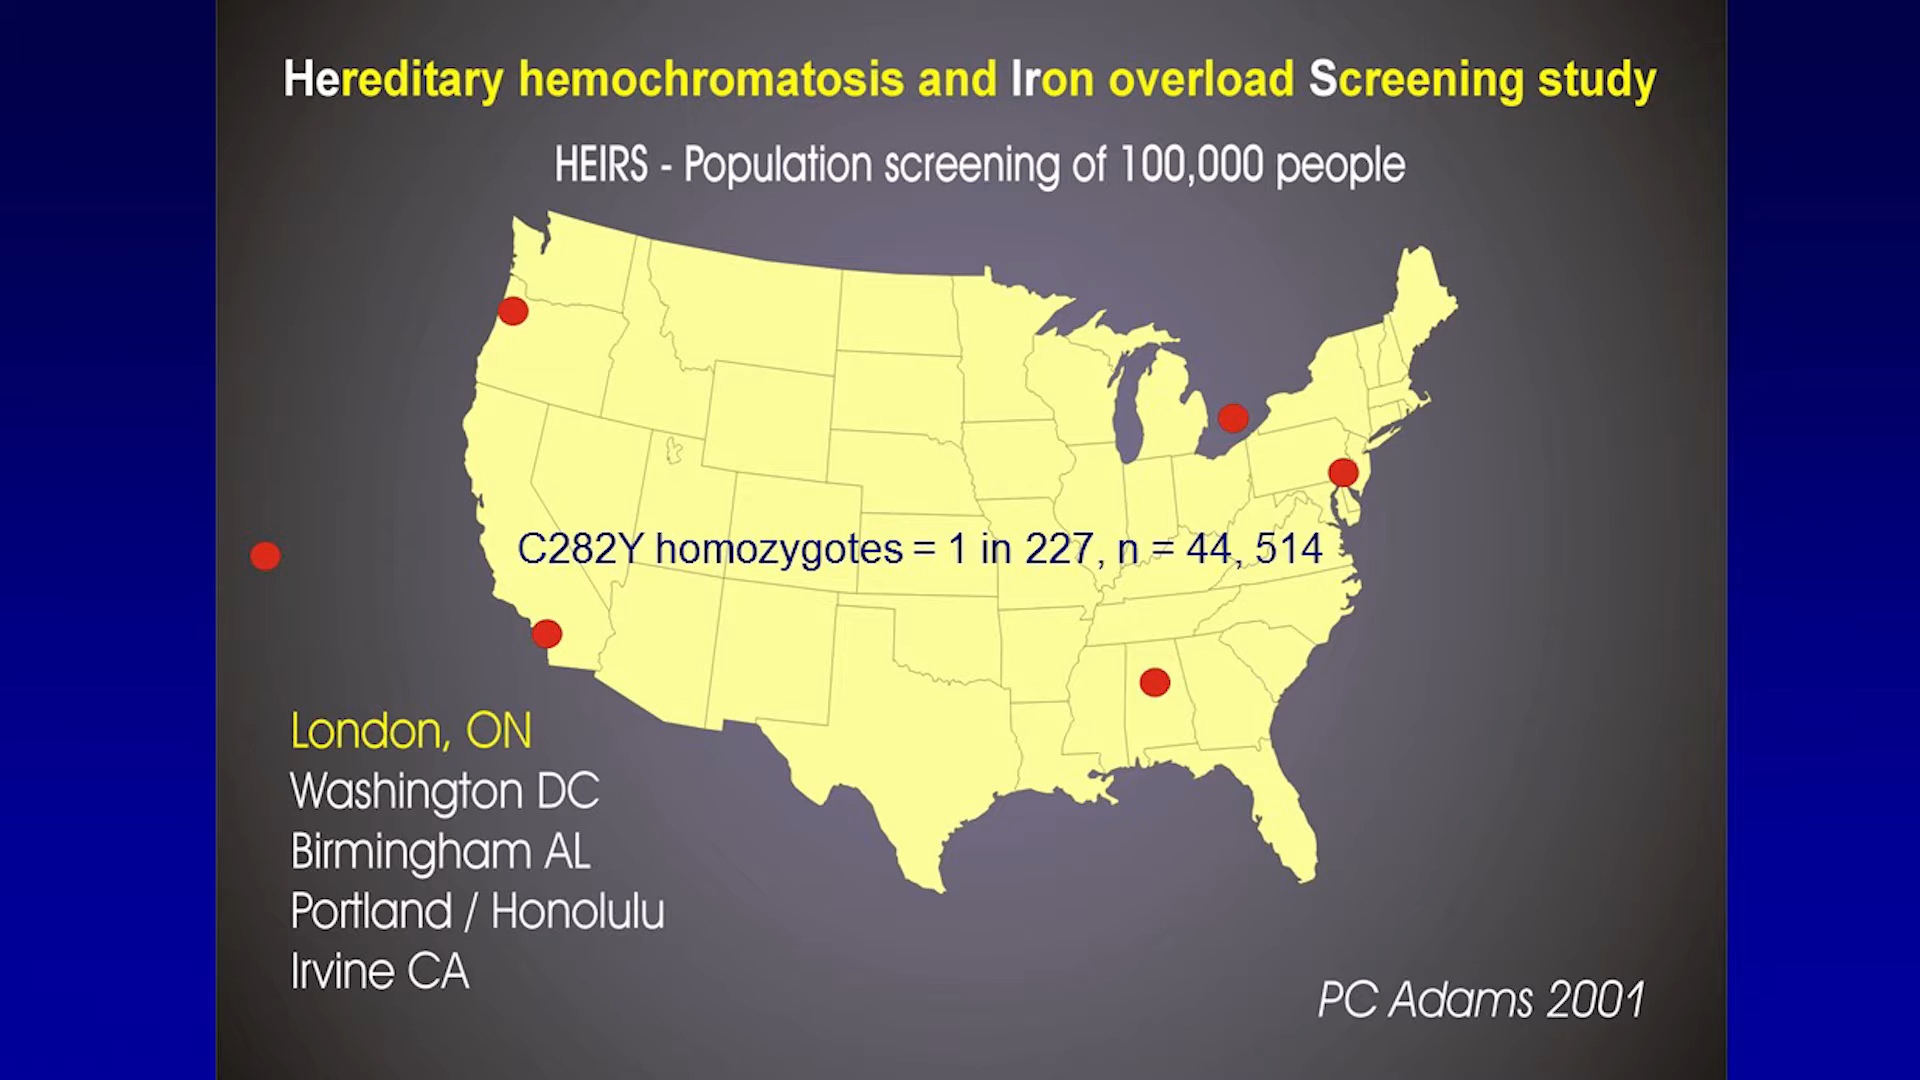 Hereditary hemochromatosis and Iron overload Screening study
HEIRS - Population screening of 100,000 people
C282Y homozygotes = 1 in 227, n = 44, 514
London, ON
Washington DC
Birmingham AL
Portland / Honolulu
Irvine CA
PC Adams 2001